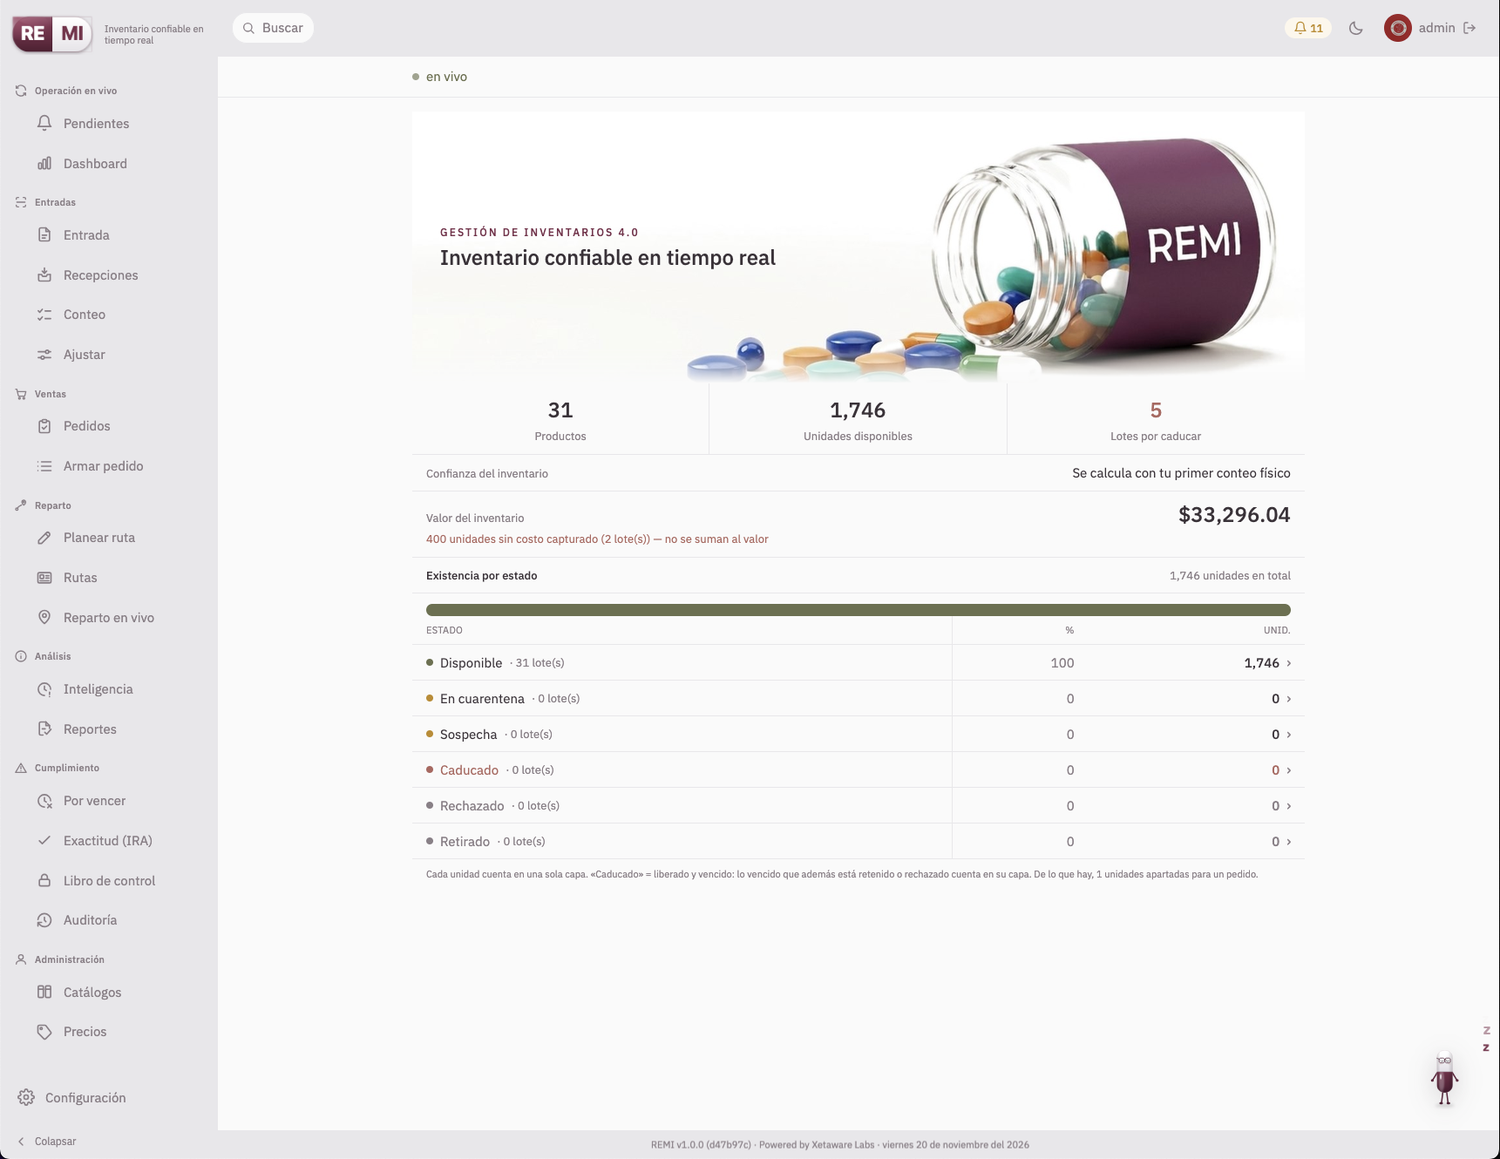 RE MI
Inventario confiable en
tiempo real
Buscar
11
admin
Operación en vivo
Pendientes
Dashboard
Entradas
Entrada
Recepciones
Conteo
Ajustar
Ventas
Pedidos
Armar pedido
Reparto
Planear ruta
Rutas
Reparto en vivo
Análisis
Inteligencia
Reportes
Cumplimiento
Por vencer
Exactitud (IRA)
Libro de control
Auditoría
Administración
Catálogos
Precios
Configuración
Colapsar
en vivo
GESTIÓN DE INVENTARIOS 4.0
Inventario confiable en tiempo real
REMI
31
Productos
1,746
Unidades disponibles
5
Lotes por caducar
Confianza del inventario Se calcula con tu primer conteo físico
Valor del inventario $33,296.04
400 unidades sin costo capturado (2 lote(s)) — no se suman al valor
Existencia por estado 1,746 unidades en total
ESTADO % UNID.
Disponible · 31 lote(s) 100 1,746 ›
En cuarentena · 0 lote(s) 0 0 ›
Sospecha · 0 lote(s) 0 0 ›
Caducado · 0 lote(s) 0 0 ›
Rechazado · 0 lote(s) 0 0 ›
Retirado · 0 lote(s) 0 0 ›
Cada unidad cuenta en una sola capa. «Caducado» = liberado y vencido: lo vencido que además está retenido o rechazado cuenta en su capa. De lo que hay, 1 unidades apartadas para un pedido.
z
z
REMI v1.0.0 (d47b97c) · Powered by Xetaware Labs · viernes 20 de noviembre del 2026